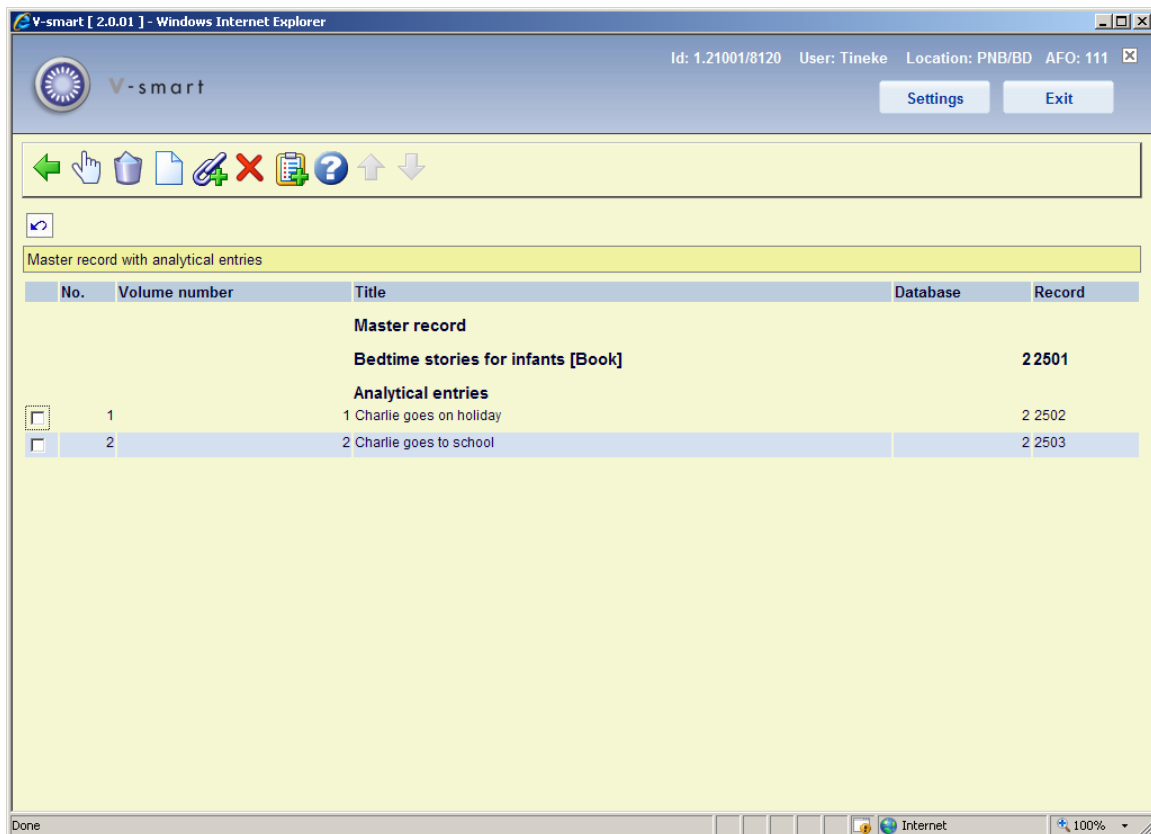 V-smart [ 2.0.01 ] - Windows Internet Explorer
Id: 1.21001/8120 User: Tineke Location: PNB/BD AFO: 111
V-smart
Settings Exit
Master record with analytical entries
No. Volume number Title Database Record
Master record
Bedtime stories for infants [Book] 2 2501
Analytical entries
1 1 Charlie goes on holiday 2 2502
2 2 Charlie goes to school 2 2503
Done Internet 100%